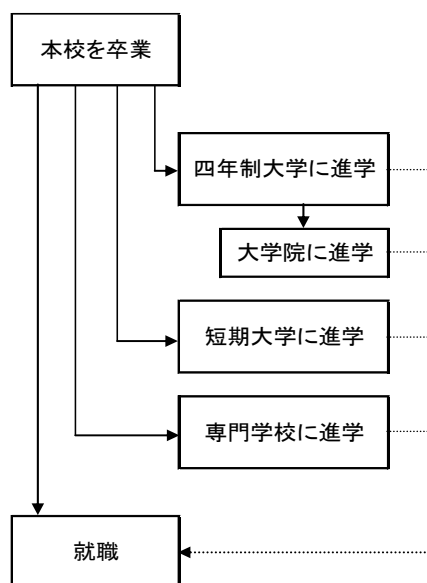 本校を卒業
四年制大学に進学
大学院に進学
短期大学に進学
専門学校に進学
就職